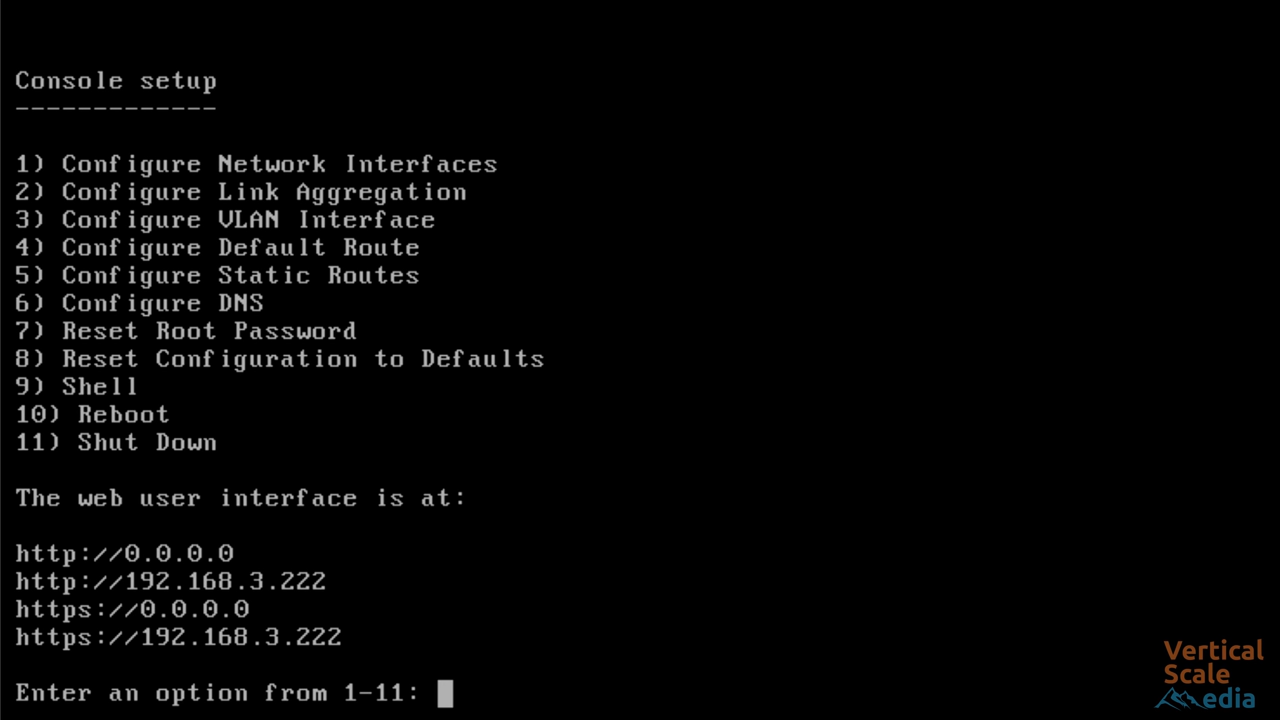 Console setup
-------------
1) Configure Network Interfaces
2) Configure Link Aggregation
3) Configure VLAN Interface
4) Configure Default Route
5) Configure Static Routes
6) Configure DNS
7) Reset Root Password
8) Reset Configuration to Defaults
9) Shell
10) Reboot
11) Shut Down
The web user interface is at:
http://0.0.0.0
http://192.168.3.222
https://0.0.0.0
https://192.168.3.222
Enter an option from 1-11:
Vertical
Scale
Media